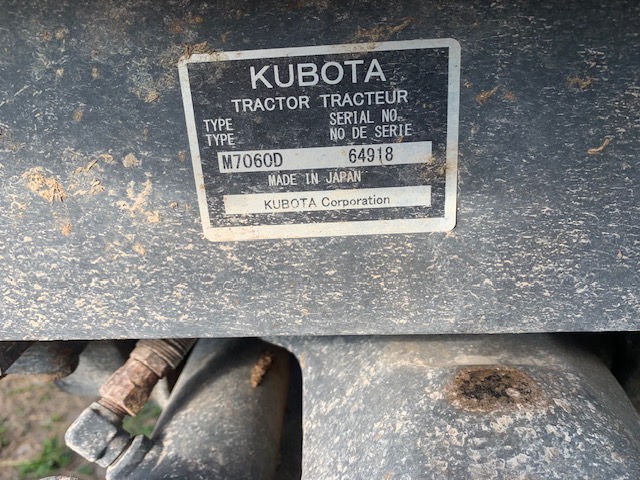 KUBOTA
TRACTOR TRACTEUR
TYPE SERIAL NO.
TYPE NO DE SERIE
M7060D 64918
MADE IN JAPAN
KUBOTA Corporation